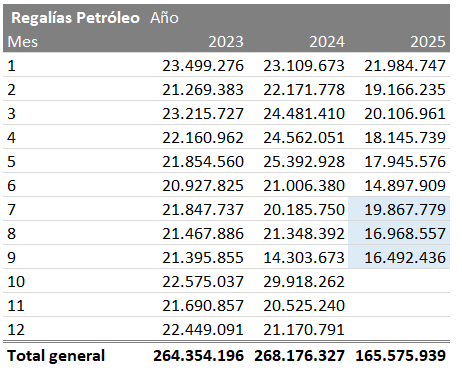 Regalías Petróleo Año
Mes 2023 2024 2025
1 23.499.276 23.109.673 21.984.747
2 21.269.383 22.171.778 19.166.235
3 23.215.727 24.481.410 20.106.961
4 22.160.962 24.562.051 18.145.739
5 21.854.560 25.392.928 17.945.576
6 20.927.825 21.006.380 14.897.909
7 21.847.737 20.185.750 19.867.779
8 21.467.886 21.348.392 16.968.557
9 21.395.855 14.303.673 16.492.436
10 22.575.037 29.918.262
11 21.690.857 20.525.240
12 22.449.091 21.170.791
Total general 264.354.196 268.176.327 165.575.939